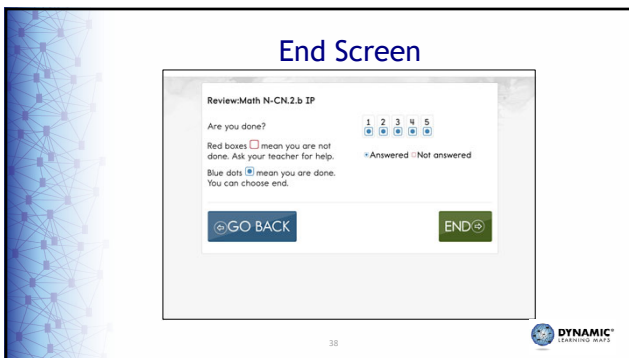 End Screen
Review:Math N-CN.2.b IP
Are you done?
1 2 3 4 5
Red boxes mean you are not
done. Ask your teacher for help.
Answered Not answered
Blue dots mean you are done.
You can choose end.
GO BACK
END
38
DYNAMIC®
LEARNING MAPS